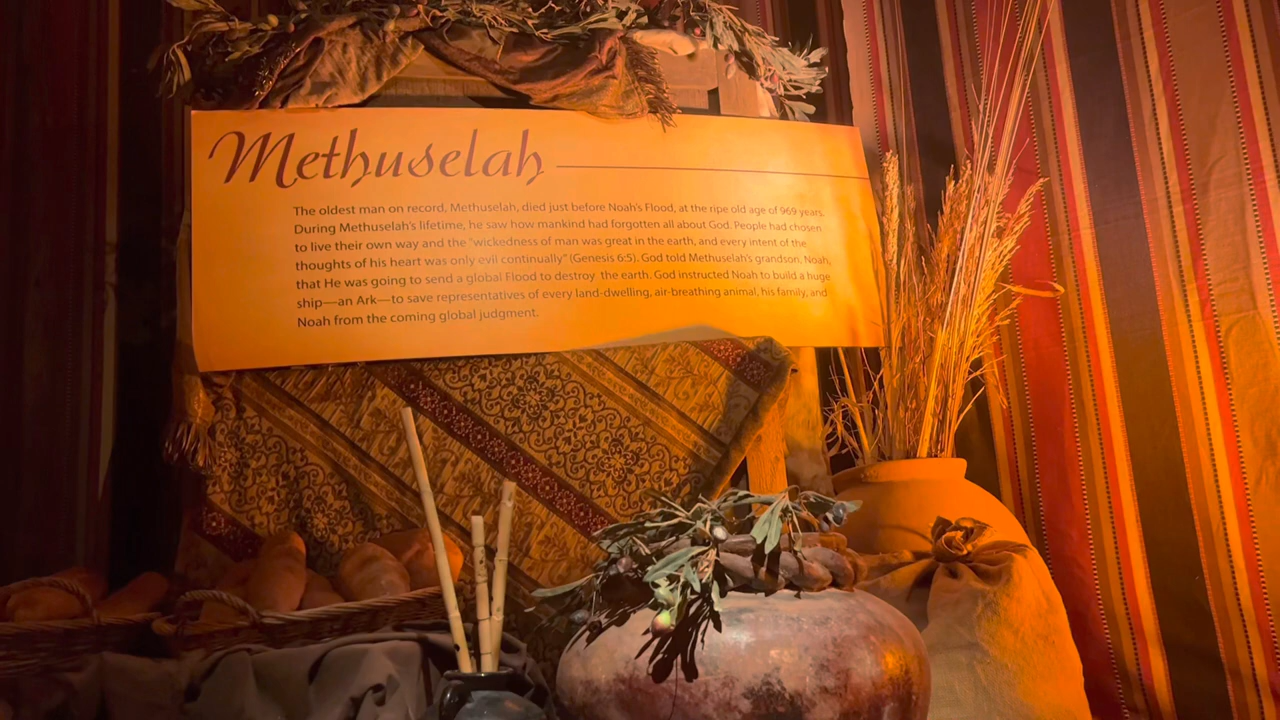 Methuselah
The oldest man on record, Methuselah, died just before Noah's Flood, at the ripe old age of 969 years.
During Methuselah's lifetime, he saw how mankind had forgotten all about God. People had chosen
to live their own way and the "wickedness of man was great in the earth, and every intent of the
thoughts of his heart was only evil continually" (Genesis 6:5). God told Methuselah's grandson, Noah,
that He was going to send a global Flood to destroy the earth. God instructed Noah to build a huge
ship—an Ark—to save representatives of every land-dwelling, air-breathing animal, his family, and
Noah from the coming global judgment.